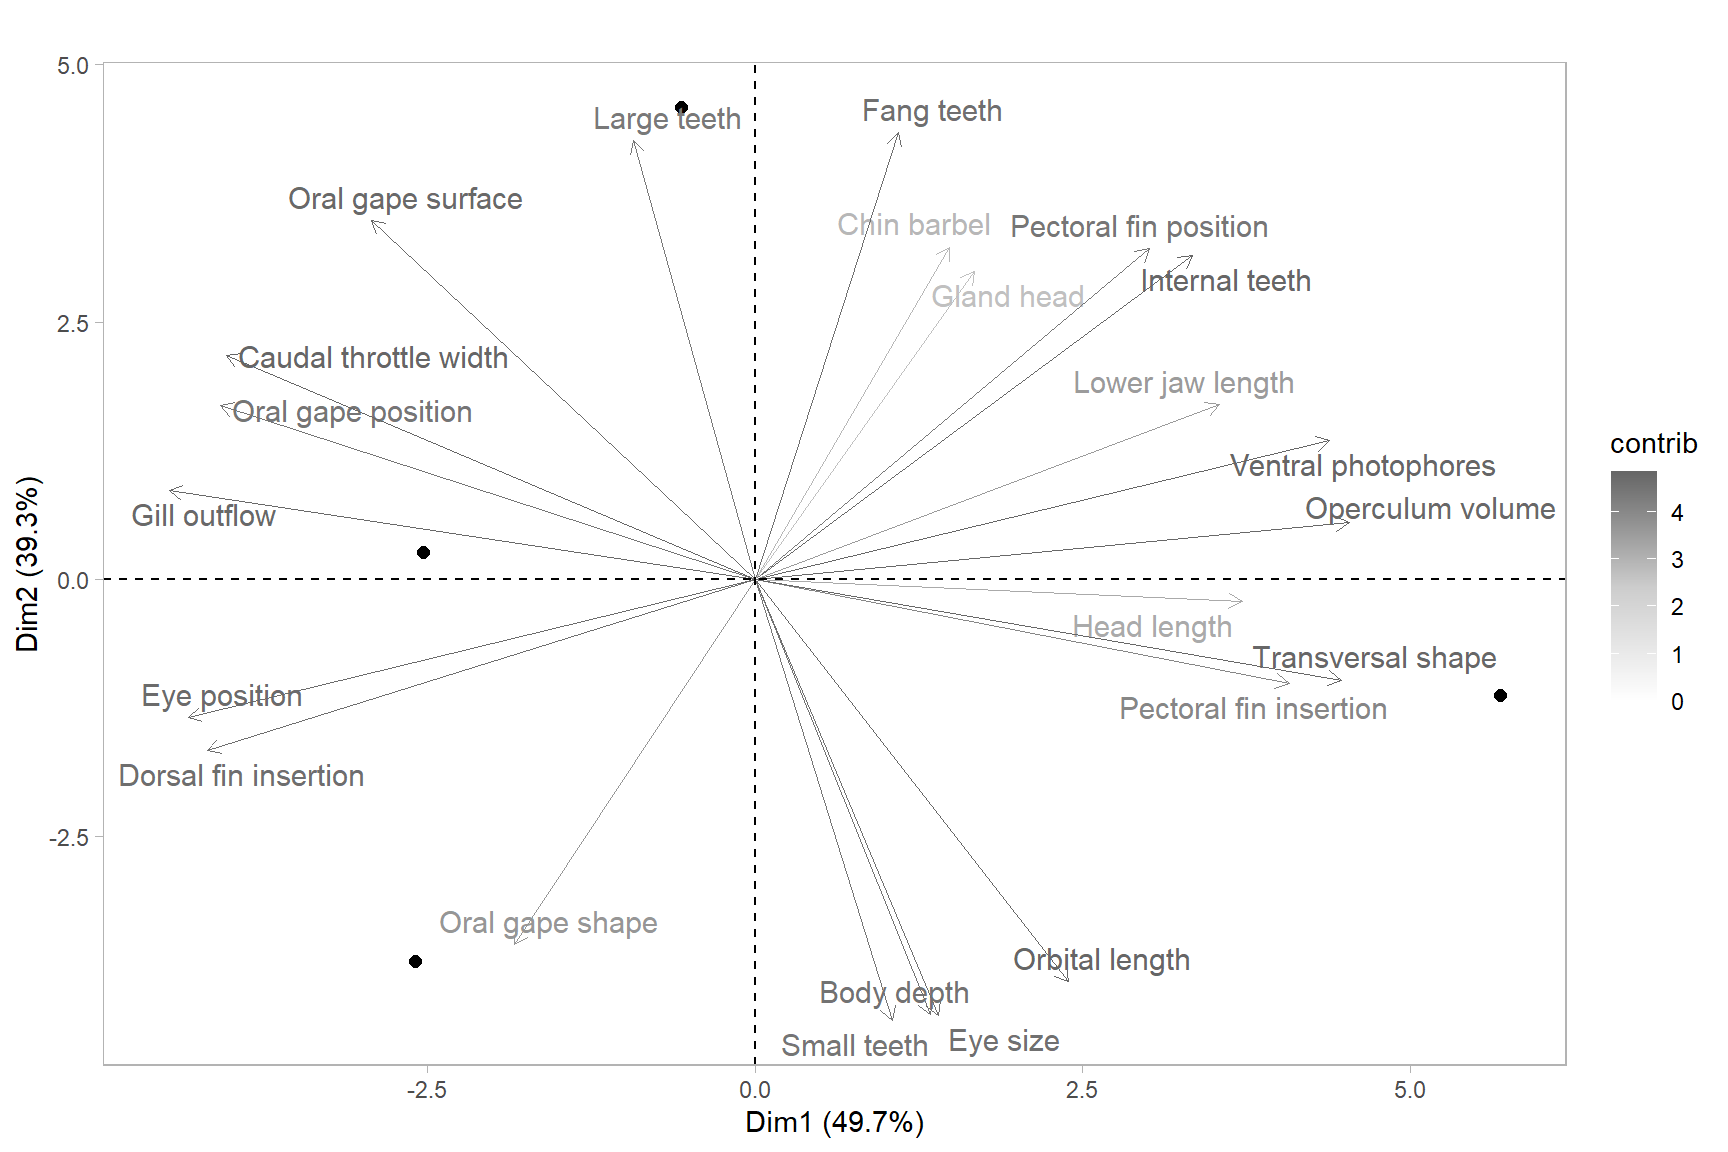 5.0
Large teeth
Fang teeth
Oral gape surface
Chin barbel
Pectoral fin position
Internal teeth
Gland head
2.5
Caudal throttle width
Lower jaw length
Oral gape position
contrib
Ventral photophores
Gill outflow
Operculum volume
4
3
2
1
0
Dim2 (39.3%)
0.0
Head length
Transversal shape
Eye position
Pectoral fin insertion
Dorsal fin insertion
-2.5
Oral gape shape
Orbital length
Body depth
Small teeth
Eye size
-2.5
0.0
2.5
5.0
Dim1 (49.7%)